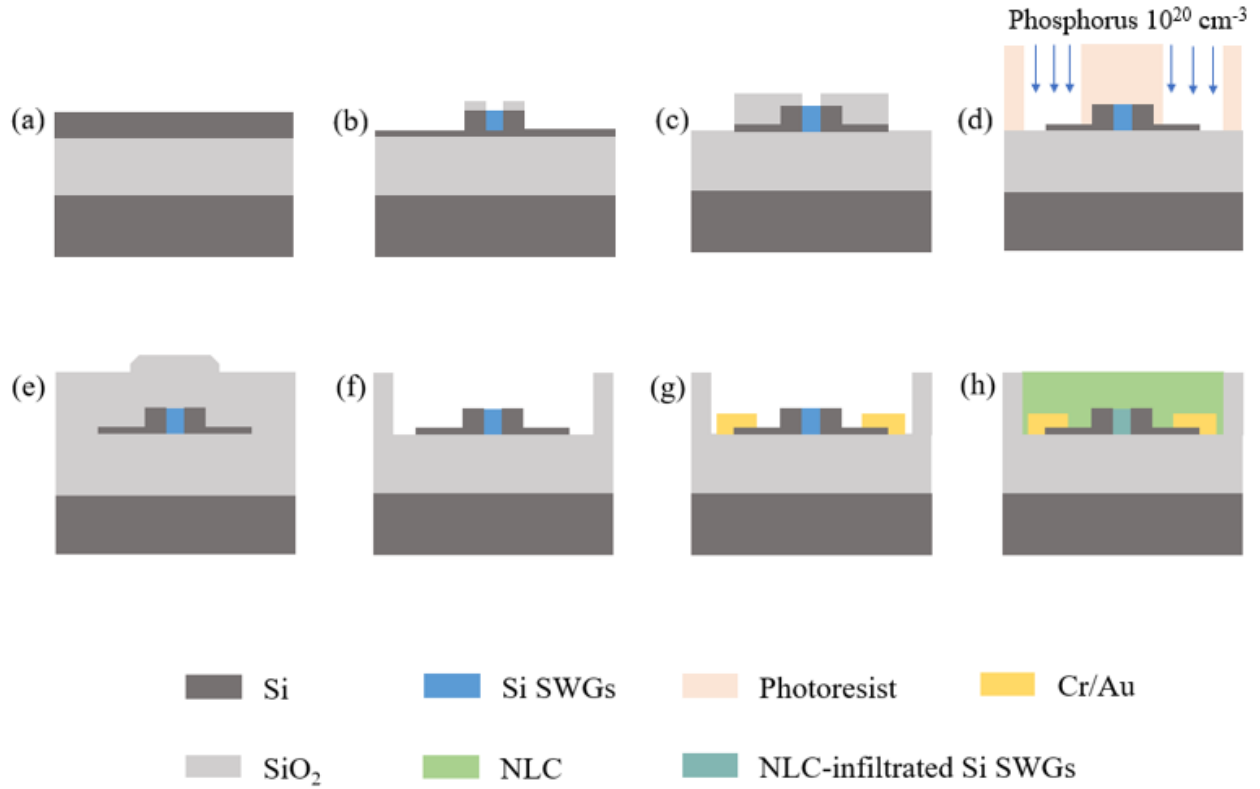 Phosphorus 10²⁰ cm⁻³
(a)
(b)
(c)
(d)
(e)
(f)
(g)
(h)
Si
Si SWGs
Photoresist
Cr/Au
SiO₂
NLC
NLC-infiltrated Si SWGs